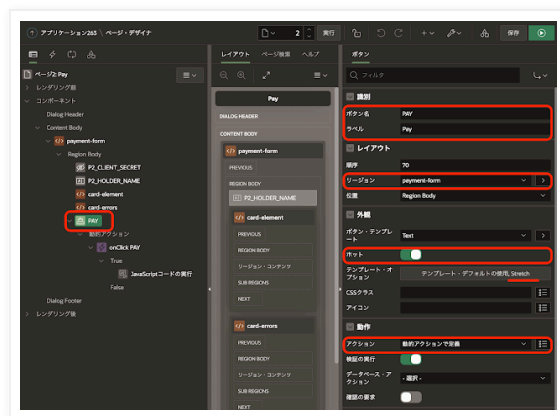 アプリケーション265 \ ページ・デザイナ
2
実行
保存
ページ2: Pay
レンダリング前
コンポーネント
Dialog Header
Content Body
payment-form
Region Body
P2_CLIENT_SECRET
P2_HOLDER_NAME
card-element
card-errors
PAY
動的アクション
onClick PAY
True
JavaScriptコードの実行
False
Dialog Footer
レンダリング後
レイアウト
ページ検索
ヘルプ
Pay
DIALOG HEADER
CONTENT BODY
payment-form
PREVIOUS
REGION BODY
P2_HOLDER_NAME
card-element
PREVIOUS
REGION BODY
リージョン・コンテンツ
SUB REGIONS
NEXT
card-errors
PREVIOUS
REGION BODY
リージョン・コンテンツ
SUB REGIONS
NEXT
ボタン
フィルタ
識別
ボタン名 PAY
ラベル Pay
レイアウト
順序 70
リージョン payment-form
位置 Region Body
外観
ボタン・テンプレート Text
ホット
テンプレート・オプション テンプレート・デフォルトの使用, Stretch
CSSクラス
アイコン
動作
アクション 動的アクションで定義
検証の実行
データベース・アクション - 選択 -
確認の要求